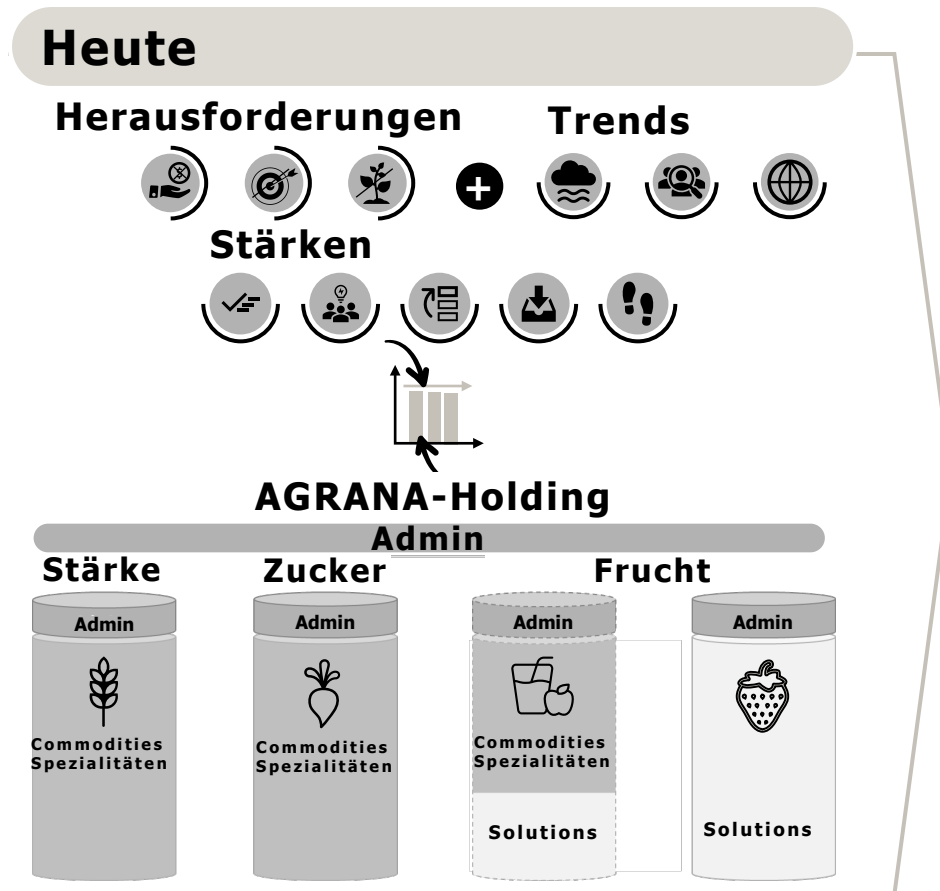 Heute
Herausforderungen
Trends
Stärken
AGRANA-Holding
Admin
Stärke
Zucker
Frucht
Admin
Admin
Admin
Admin
Commodities
Spezialitäten
Commodities
Spezialitäten
Commodities
Spezialitäten
Solutions
Solutions